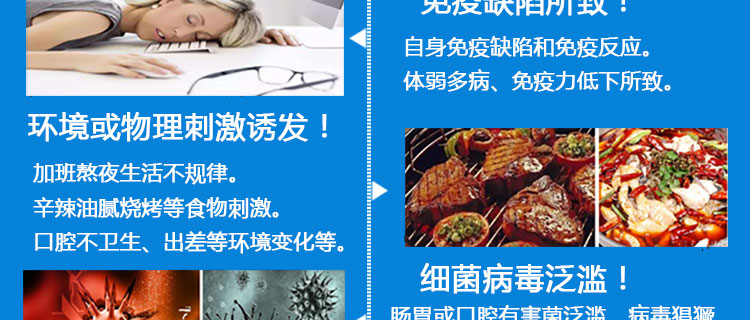 免疫缺陷所致！
自身免疫缺陷和免疫反应。
体弱多病、免疫力低下所致。
环境或物理刺激诱发！
加班熬夜生活不规律。
辛辣油腻烧烤等食物刺激。
口腔不卫生、出差等环境变化等。
细菌病毒泛滥！
肠胃或口腔有害菌泛滥，病毒猖獗